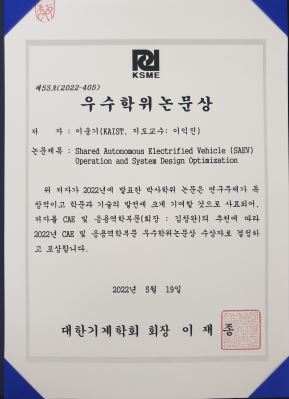 KSME
제53호(2022-405)
우수학위논문상
저 자 : 이웅기(KAIST, 지도교수: 이익진)
논문제목 : Shared Autonomous Electrified Vehicle (SAEV)
Operation and System Design Optimization
위 저자가 2022년에 발표한 박사학위 논문은 연구주제가 독
창적이고 학문과 기술의 발전에 크게 기여할 것으로 사료되어,
저자를 CAE 및 응용역학부문(회장 : 김창완)의 추천에 따라
2022년 CAE 및 응용역학부문 우수학위논문상 수상자로 결정하
고 포상합니다.
2022년 5월 19일
대한기계학회 회장 이 재 종